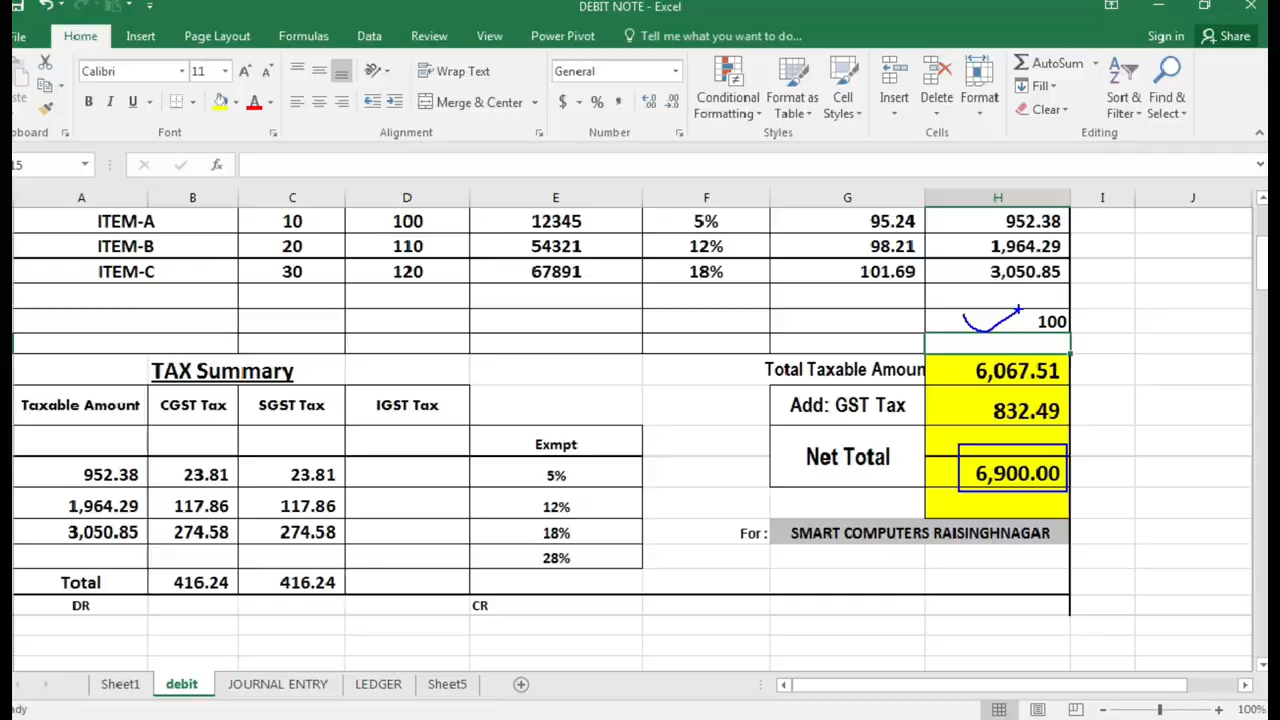 DEBIT NOTE - Excel
ile Home Insert Page Layout Formulas Data Review View Power Pivot Tell me what you want to do... Sign in Share
Calibri 11 A A Wrap Text General
ste B I U A Merge & Center $ %
Conditional Formatting Format as Table Cell Styles Insert Delete Format AutoSum Fill Clear Sort & Filter Find & Select
board Font Alignment Number Styles Cells Editing
15 fx
A B C D E F G H I J
ITEM-A 10 100 12345 5% 95.24 952.38
ITEM-B 20 110 54321 12% 98.21 1,964.29
ITEM-C 30 120 67891 18% 101.69 3,050.85
100
TAX Summary Total Taxable Amoun 6,067.51
Taxable Amount CGST Tax SGST Tax IGST Tax Add: GST Tax 832.49
Exmpt
Net Total
952.38 23.81 23.81 5% 6,900.00
1,964.29 117.86 117.86 12%
3,050.85 274.58 274.58 18% For : SMART COMPUTERS RAISINGHNAGAR
28%
Total 416.24 416.24
DR CR
Sheet1 debit JOURNAL ENTRY LEDGER Sheet5
ady 100%